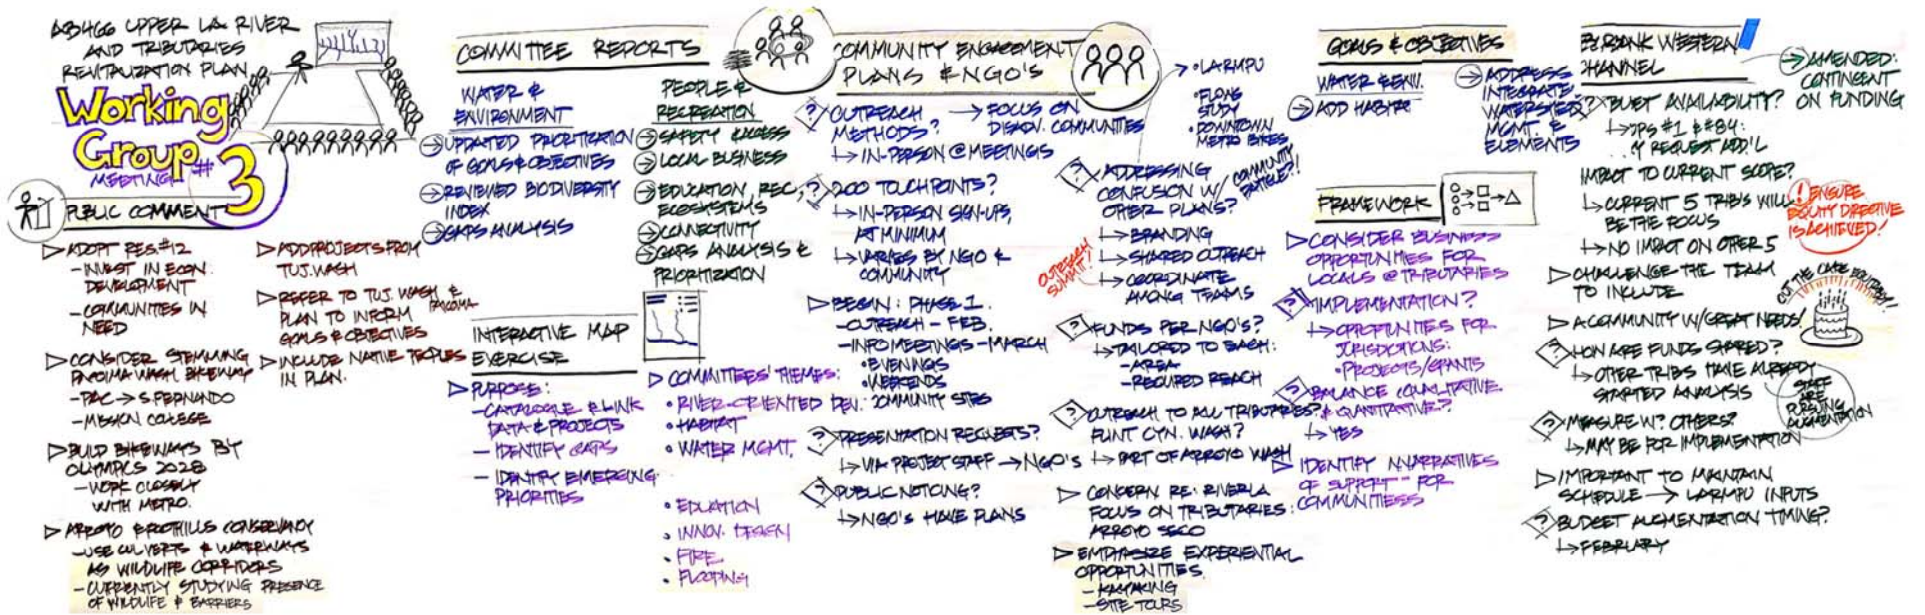 AB466 UPPER LA RIVER
AND TRIBUTARIES
REVITALIZATION PLAN
Working
Group
MEETING #
3
PUBLIC COMMENT
▷ ADOPT RES.#12
- INVEST IN ECON.
DEVELOPMENT
- COMMUNITIES IN
NEED
▷ CONSIDER STEMMING
PACOIMA WASH BIKEWAY
- PAC → S. FERNANDO
- MISSION COLLEGE
▷ BUILD BIKEWAYS BY
OLYMPICS 2028
- WORK CLOSELY
WITH METRO.
▷ ARROYO & FOOTHILLS CONSERVANCY
- USE CULVERTS & WATERWAYS
AS WILDLIFE CORRIDORS
- CURRENTLY STUDYING PRESENCE
OF WILDLIFE & BARRIERS
▷ ADD PROJECTS FROM
TUJ. WASH
▷ REFER TO TUJ. WASH &
PACOIMA
PLAN TO INFORM
GOALS & OBJECTIVES
▷ INCLUDE NATIVE PEOPLES
IN PLAN.
COMMITTEE REPORTS
WATER &
ENVIRONMENT
→ UPDATED PRIORITIZATION
OF GOALS & OBJECTIVES
→ REVIEWED BIODIVERSITY
INDEX
→ GAPS ANALYSIS
PEOPLE &
RECREATION
→ SAFETY & ACCESS
→ LOCAL BUSINESS
→ EDUCATION, REC,
ECOSYSTEMS
→ CONNECTIVITY
→ GAPS ANALYSIS &
PRIORITIZATION
INTERACTIVE MAP
EXERCISE
▷ PURPOSE:
- CATALOGUE & LINK
DATA & PROJECTS
- IDENTIFY GAPS
- IDENTIFY EMERGING
PRIORITIES
▷ COMMITTEES' THEMES:
• RIVER-ORIENTED DEV.
• HABITAT
• WATER MGMT.
• EDUCATION
• INNOV. DESIGN
• FIRE
• FLOODING
COMMUNITY ENGAGEMENT
PLANS & NGO'S
? OUTREACH
METHODS?
→ FOCUS ON
DISADV. COMMUNITIES
↳ IN-PERSON @ MEETINGS
? 200 TOUCHPOINTS?
↳ IN-PERSON SIGN-UPS,
AT MINIMUM
↳ VARIES BY NGO &
COMMUNITY
▷ BEGIN: PHASE 1.
- OUTREACH - FEB.
- INFO MEETINGS - MARCH
• EVENINGS
• WEEKENDS
COMMUNITY SITES
? PRESENTATION REQUESTS?
↳ VIA PROJECT STAFF → NGO'S
? PUBLIC NOTICING?
↳ NGO'S HAVE PLANS
• LARMPU
STUDY
• DOWNTOWN
METRO BIKES
? ADDRESSING
CONFUSION W/
OTHER PLANS?
COMMUNITY
FATIGUE?!
↳ BRANDING
↳ SHARED OUTREACH
↳ COORDINATE
AMONG TEAMS
OUTREACH
SUMMIT!
? FUNDS PER NGO'S?
↳ TAILORED TO EACH:
- AREA
- REQUIRED REACH
? OUTREACH TO ALL TRIBUTARIES?
FLINT CYN. WASH?
↳ PART OF ARROYO WASH
▷ CONCERN RE: RIVER LA
FOCUS ON TRIBUTARIES:
ARROYO SECO
▷ EMPHASIZE EXPERIENTIAL
OPPORTUNITIES.
- KAYAKING
- SITE TOURS
GOALS & OBJECTIVES
WATER & ENV.
→ ADD HABITAT
→ ADDRESS
INTEGRATE
WATERSHED
MGMT. &
ELEMENTS
FRAMEWORK
▷ CONSIDER BUSINESS
OPPORTUNITIES FOR
LOCALS @ TRIBUTARIES
? IMPLEMENTATION?
↳ OPPORTUNITIES FOR
JURISDICTIONS:
• PROJECTS/GRANTS
? BALANCE QUALITATIVE
& QUANTITATIVE?
↳ YES
▷ IDENTIFY NARRATIVES
OF SUPPORT - FOR
COMMUNITIESS
BURBANK WESTERN
CHANNEL
→ AMENDED:
CONTINGENT
ON FUNDING
? BUDGET AVAILABILITY?
#1 & #84:
REQUEST ADD'L
IMPACT TO CURRENT SCOPE?
↳ CURRENT 5 TRIBS WILL
BE THE FOCUS
↳ NO IMPACT ON OTHER 5
! ENSURE
EQUITY DIRECTIVE
IS ACHIEVED!
▷ CHALLENGE THE TEAM
TO INCLUDE
CUT THE CAKE EQUITABLY!
▷ A COMMUNITY W/GREAT NEEDS!
? HOW ARE FUNDS SHARED?
↳ OTHER TRIBS HAVE ALREADY
STARTED ANALYSIS
STAFF
ARE
PURSUING
AUGMENTATION
? MEASURE W? OTHERS?
↳ MAY BE FOR IMPLEMENTATION
▷ IMPORTANT TO MAINTAIN
SCHEDULE → LARMPU INPUTS
? BUDGET AUGMENTATION TIMING?
↳ FEBRUARY